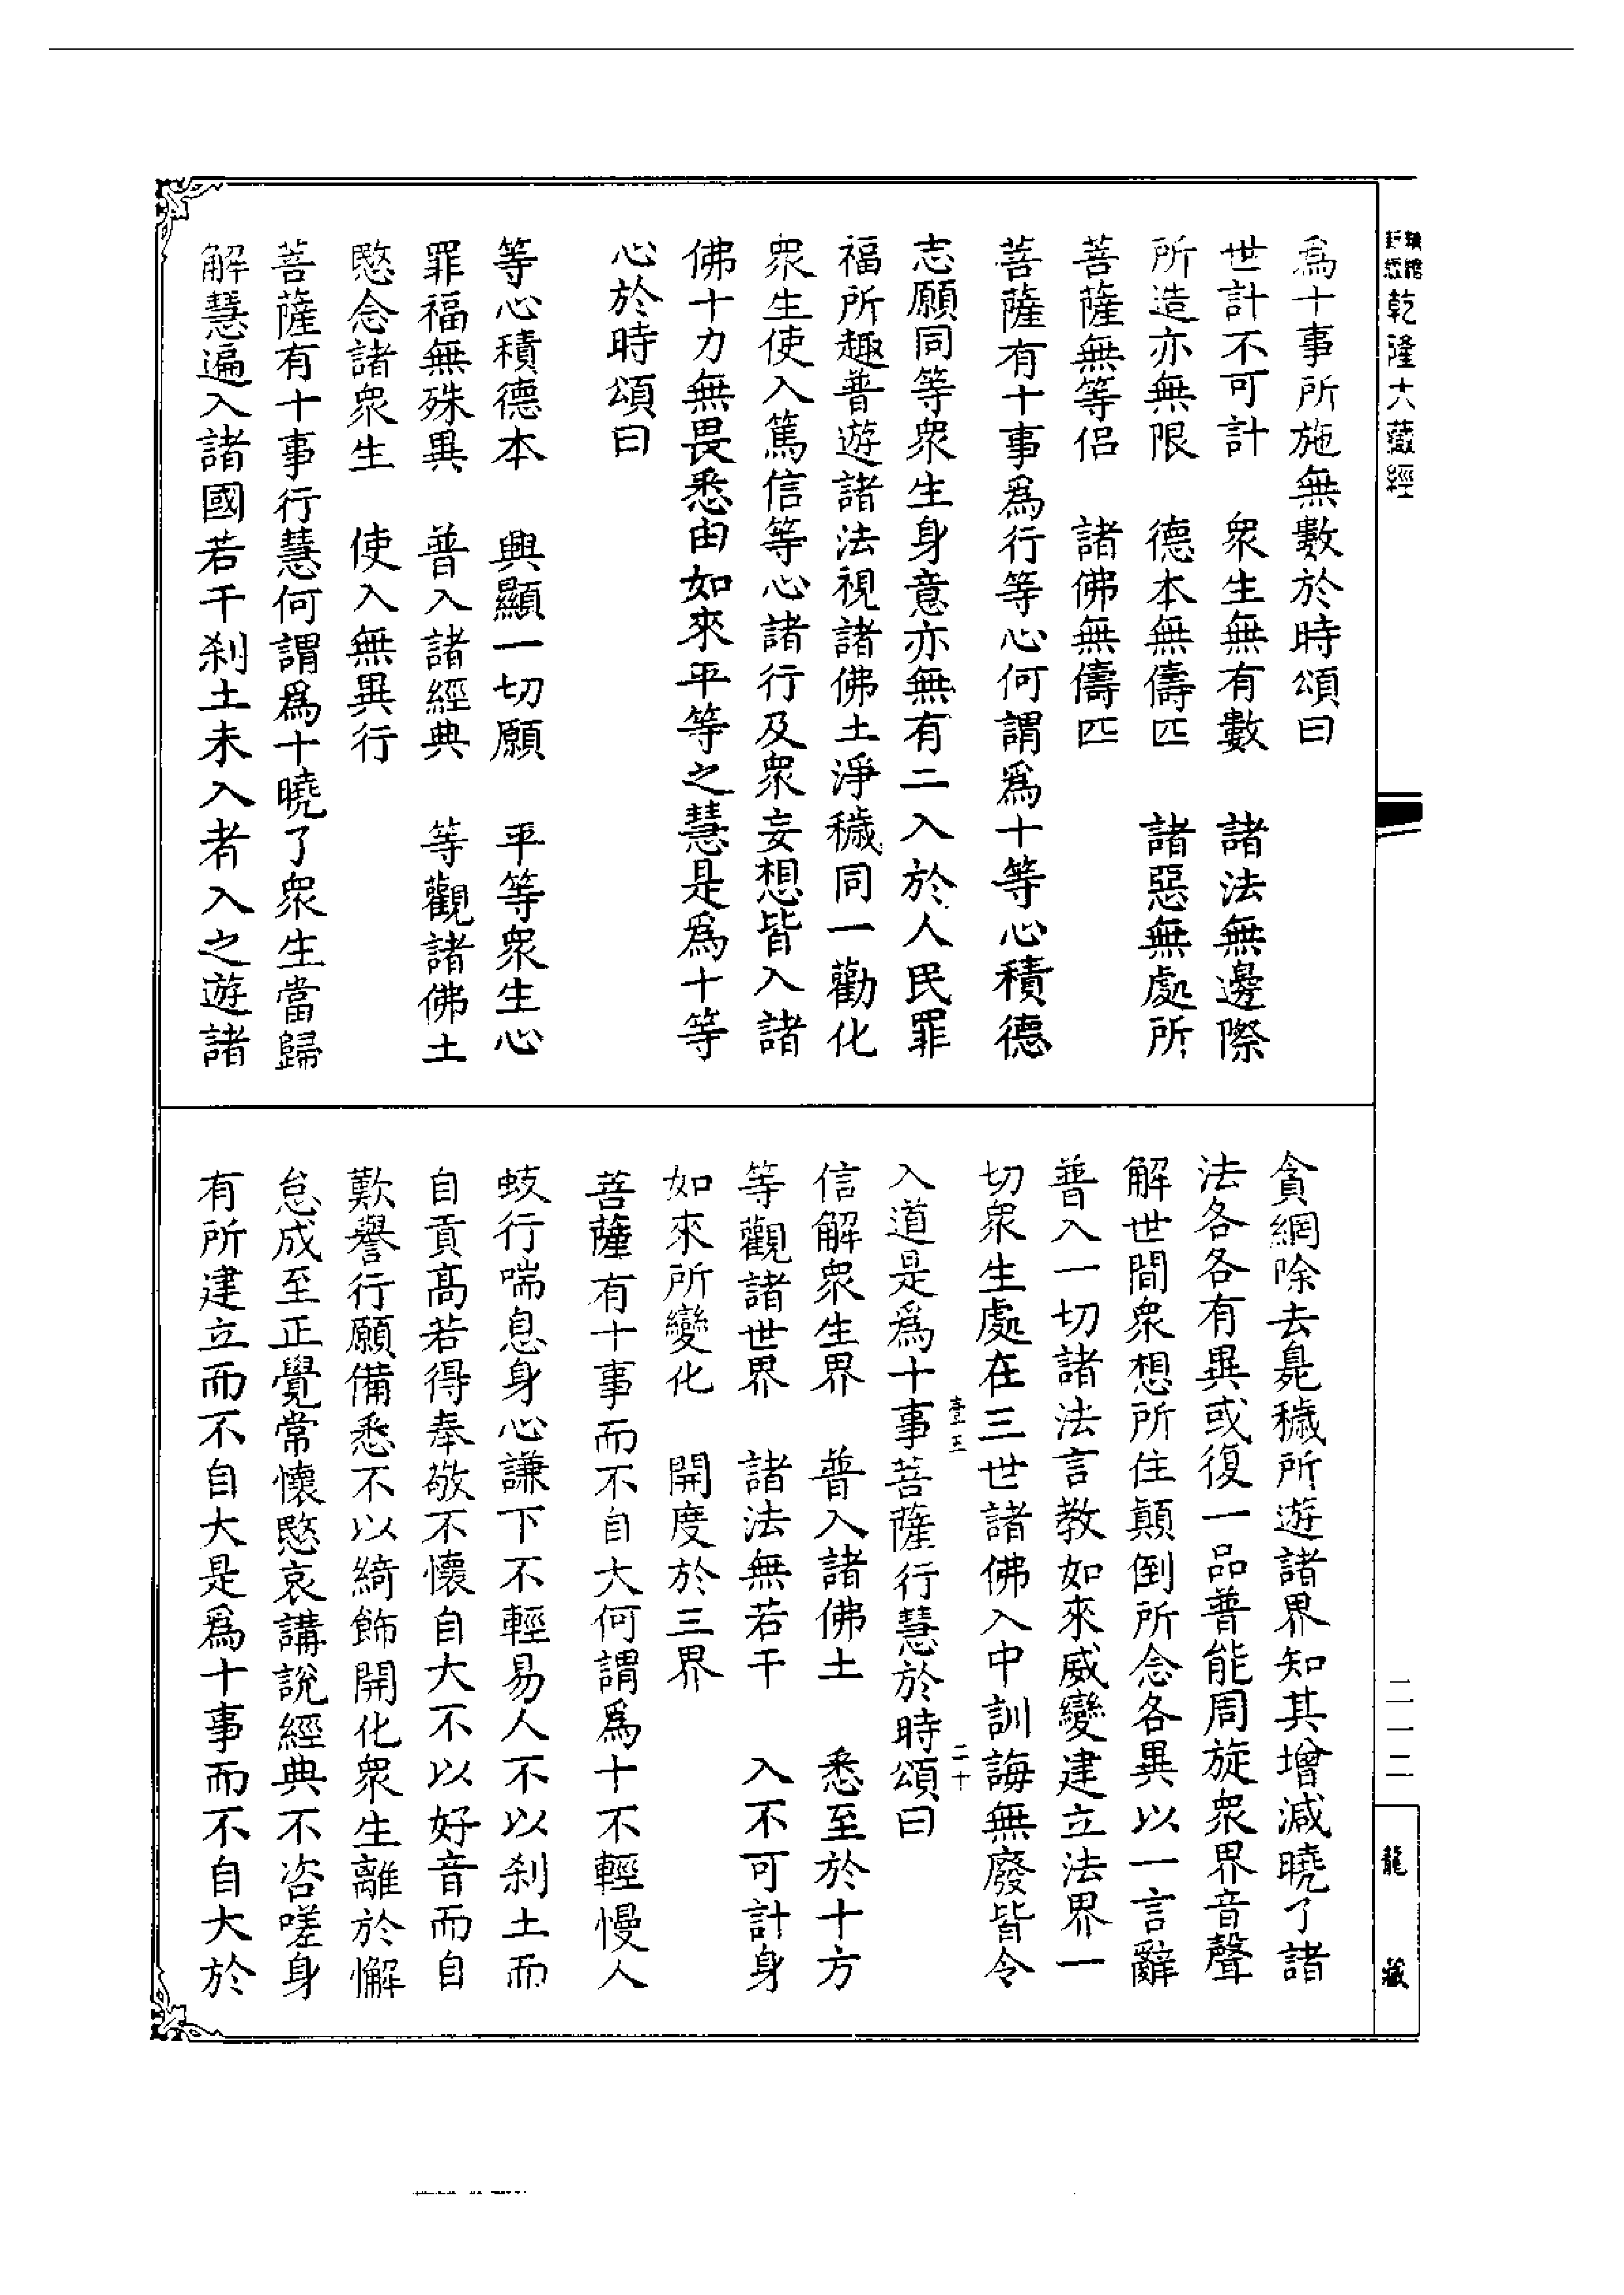 乾隆大藏經
爲十事所施無數於時頌曰
世計不可計　衆生無有數　諸法無邊際
所造亦無限　德本無儔匹　諸惡無處所
菩薩無等侶　諸佛無儔匹
菩薩有十事爲行等心何謂爲十等心積德
志願同等衆生身意亦無有二入於人民罪
福所趣普遊諸法視諸佛土淨穢同一勸化
衆生使入篤信等心諸行及衆妄想皆入諸
佛十力無畏悉由如來平等之慧是爲十等
心於時頌曰
等心積德本　興顯一切願　平等衆生心
罪福無殊異　普入諸經典　等觀諸佛土
愍念諸衆生　使入無異行
菩薩有十事行慧何謂爲十曉了衆生當歸
解慧遍入諸國若干刹土未入者入之遊諸
貪網除去臭穢所遊諸界知其增減曉了諸
法各各有異或復一品普能周旋衆界音聲
解世間衆想所住顛倒所念各異以一言辭
普入一切諸法言教如來威變建立法界一
切衆生處在三世諸佛入中訓誨無廢皆令
入道是爲十事菩薩行慧於時頌曰
信解衆生界　普入諸佛土　悉至於十方
等觀諸世界　諸法無若干　入不可計身
如來所變化　開度於三界
菩薩有十事而不自大何謂爲十不輕慢人
蚑行喘息身心謙下不輕易人不以刹土而
自貢高若得奉敬不懷自大不以好音而自
歎譽行願備悉不以綺飾開化衆生離於懈
怠成至正覺常懷愍哀講說經典不咨嗟身
有所建立而不自大是爲十事而不自大於
二一二
龍藏